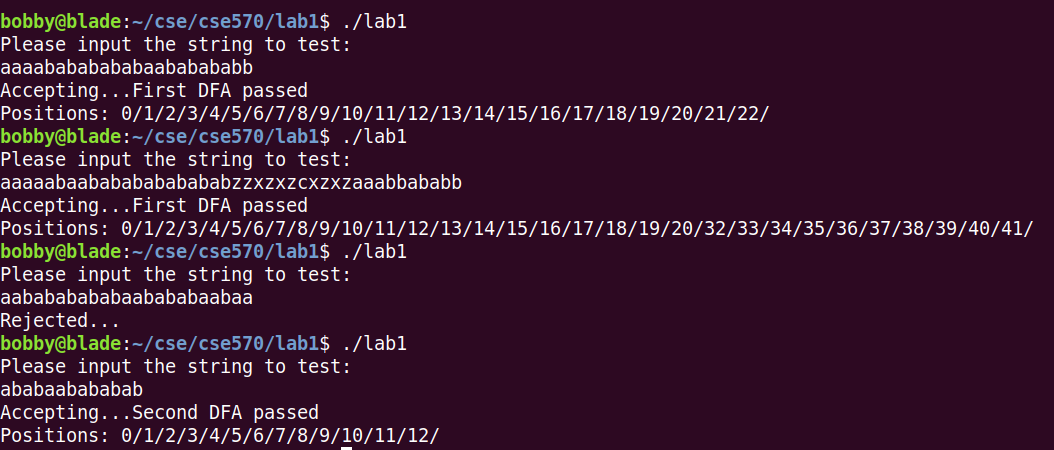 bobby@blade:~/cse/cse570/lab1$ ./lab1
Please input the string to test:
aaaabababababaababababb
Accepting...First DFA passed
Positions: 0/1/2/3/4/5/6/7/8/9/10/11/12/13/14/15/16/17/18/19/20/21/22/
bobby@blade:~/cse/cse570/lab1$ ./lab1
Please input the string to test:
aaaaabaabababababababzzxzxzcxzxzaaabbababb
Accepting...First DFA passed
Positions: 0/1/2/3/4/5/6/7/8/9/10/11/12/13/14/15/16/17/18/19/20/32/33/34/35/36/37/38/39/40/41/
bobby@blade:~/cse/cse570/lab1$ ./lab1
Please input the string to test:
aabababababaabababaabaa
Rejected...
bobby@blade:~/cse/cse570/lab1$ ./lab1
Please input the string to test:
ababaabababab
Accepting...Second DFA passed
Positions: 0/1/2/3/4/5/6/7/8/9/10/11/12/